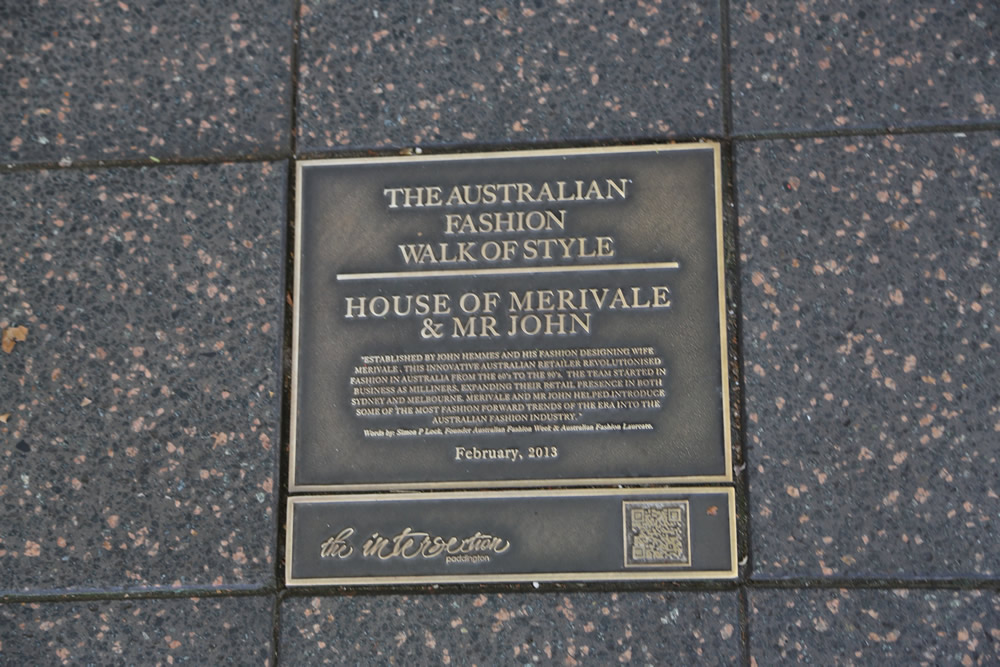 THE AUSTRALIAN
FASHION
WALK OF STYLE
HOUSE OF MERIVALE
& MR JOHN
"ESTABLISHED BY JOHN HEMMES AND HIS FASHION DESIGNING WIFE
MERIVALE, THIS INNOVATIVE AUSTRALIAN RETAILER REVOLUTIONISED
FASHION IN AUSTRALIA FROM THE 60's TO THE 90's. THE TEAM STARTED IN
BUSINESS AS MILLINERS, EXPANDING THEIR RETAIL PRESENCE IN BOTH
SYDNEY AND MELBOURNE. MERIVALE AND MR JOHN HELPED INTRODUCE
SOME OF THE MOST FASHION FORWARD TRENDS OF THE ERA INTO THE
AUSTRALIAN FASHION INDUSTRY."
Words by: Simon P Lock, Founder Australian Fashion Week & Australian Fashion Laureate.
February, 2013
the intersection
paddington